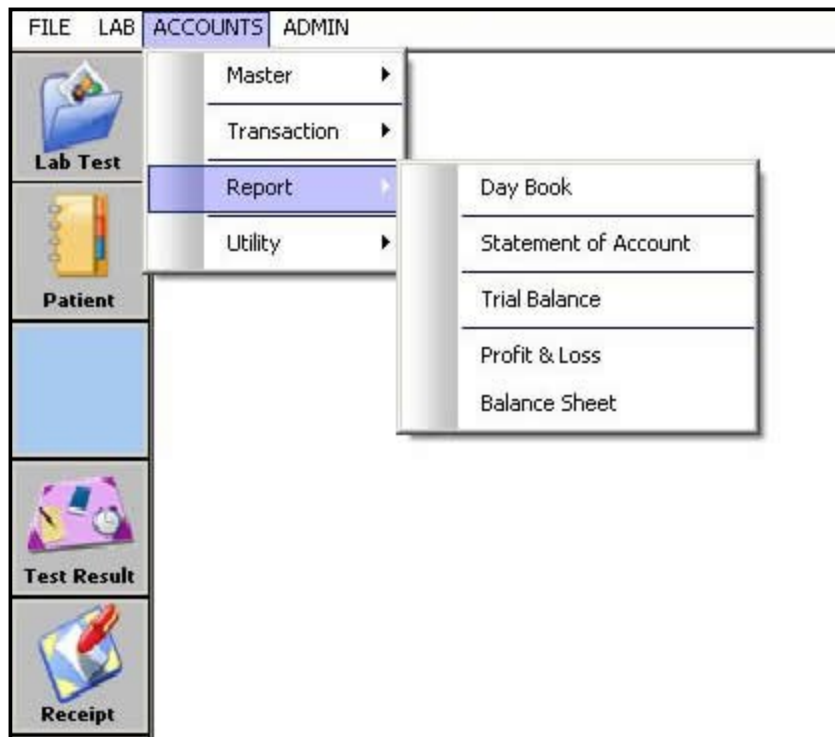 FILE LAB ACCOUNTS ADMIN
Master
Transaction
Report
Utility
Day Book
Statement of Account
Trial Balance
Profit & Loss
Balance Sheet
Lab Test
Patient
Test Result
Receipt